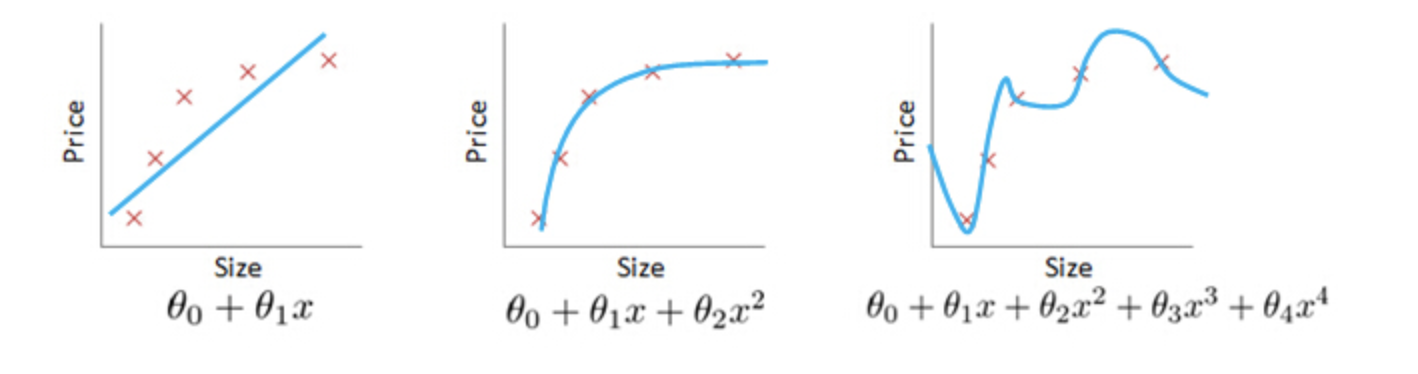 Price
Size
θ₀ + θ₁x
Price
Size
θ₀ + θ₁x + θ₂x²
Price
Size
θ₀ + θ₁x + θ₂x² + θ₃x³ + θ₄x⁴